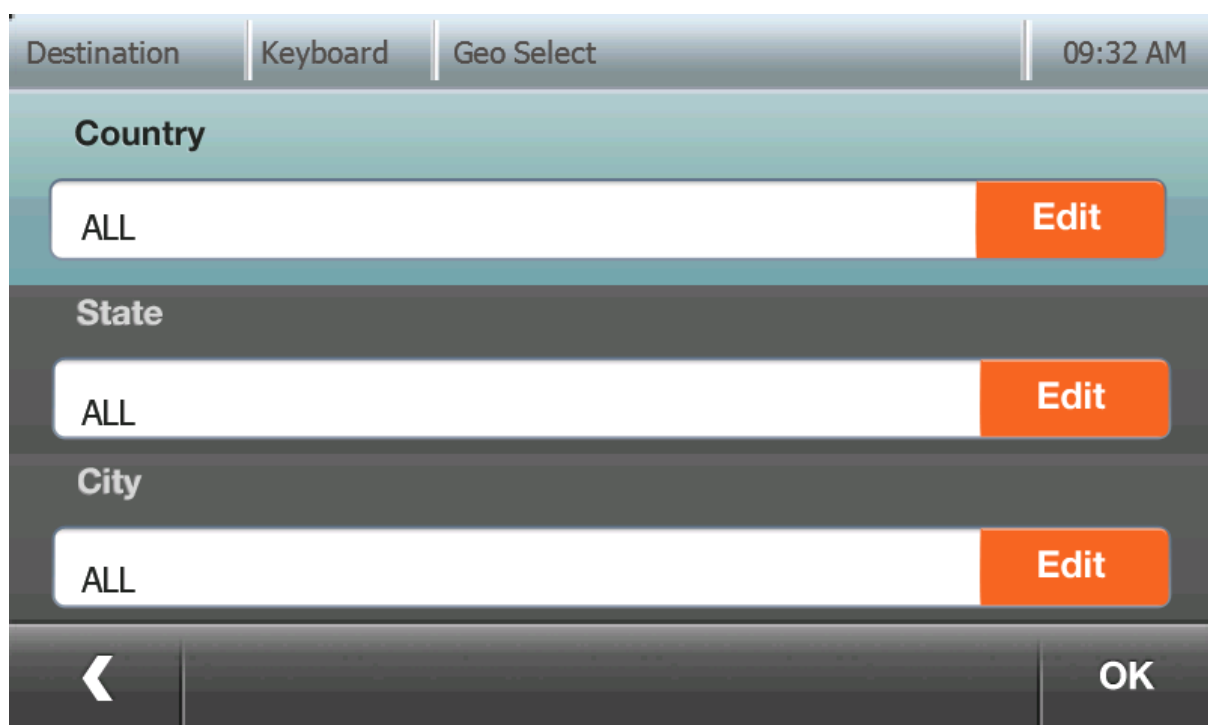 Destination Keyboard Geo Select 09:32 AM
Country
ALL Edit
State
ALL Edit
City
ALL Edit
OK